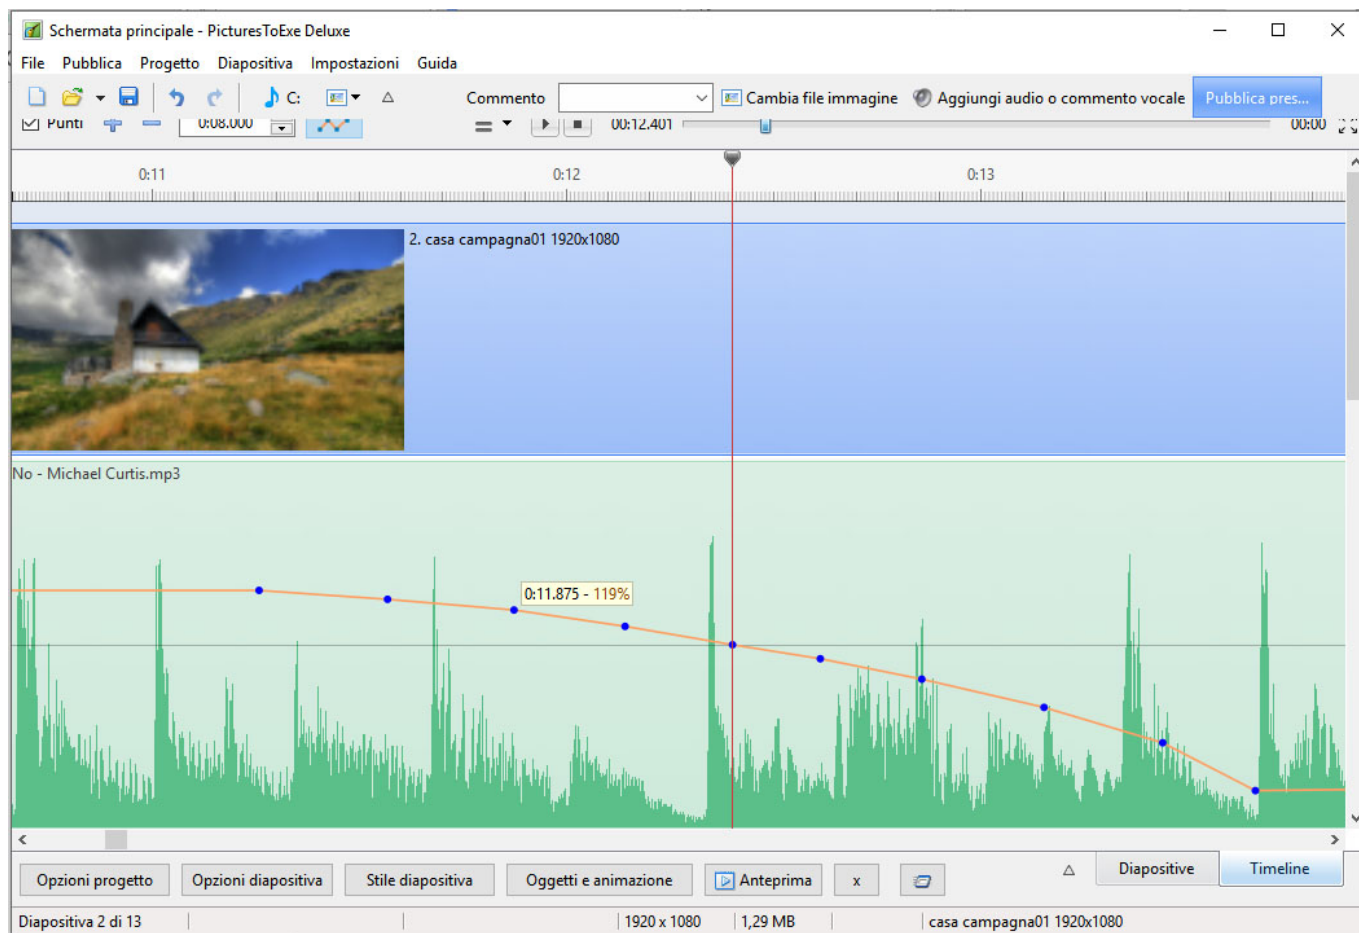 Schermata principale - PicturesToExe Deluxe
File Pubblica Progetto Diapositiva Impostazioni Guida
C: Commento Cambia file immagine Aggiungi audio o commento vocale Pubblica pres...
Punti 0:08.000 00:12.401 00:00
0:11 0:12 0:13
2. casa campagna01 1920x1080
No - Michael Curtis.mp3
0:11.875 - 119%
Opzioni progetto Opzioni diapositiva Stile diapositiva Oggetti e animazione Anteprima x Diapositive Timeline
Diapositiva 2 di 13 1920 x 1080 1,29 MB casa campagna01 1920x1080